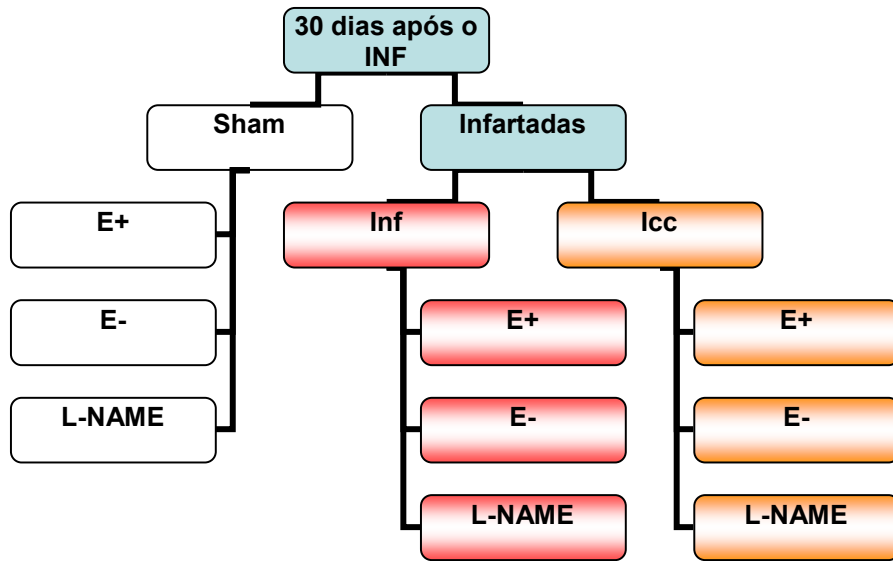 30 dias após o
INF
Sham
Infartadas
E+
Inf
Icc
E-
E+
E+
L-NAME
E-
E-
L-NAME
L-NAME